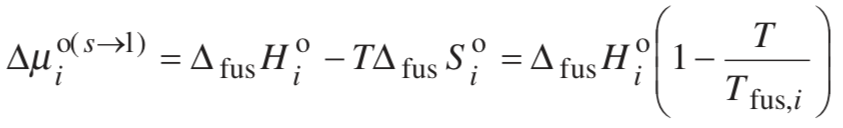 Δμ_i^{o(s→l)} = Δ_fus H_i^o − TΔ_fus S_i^o = Δ_fus H_i^o (1 − T/T_fus,i)